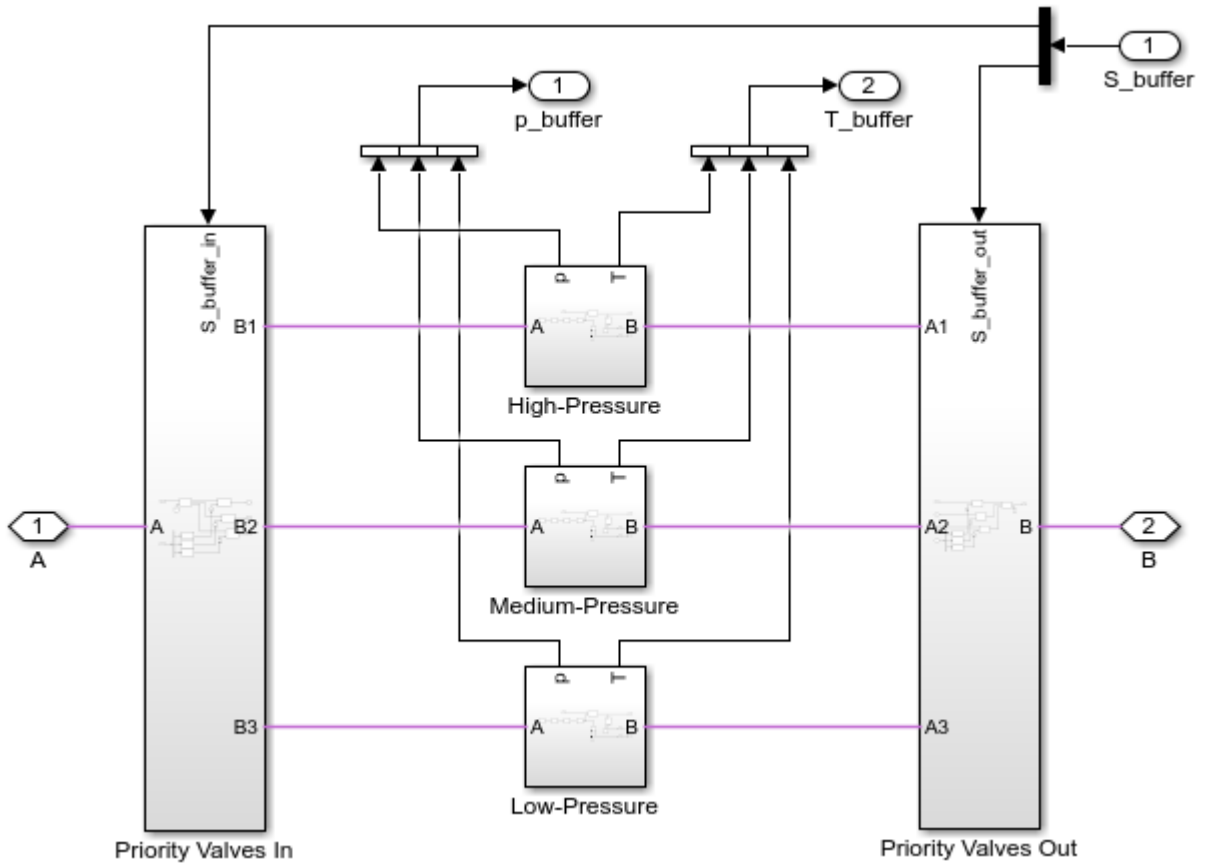 1
S_buffer
1
p_buffer
2
T_buffer
S_buffer_in
S_buffer_out
p T
B1 A B A1
High-Pressure
p T
1
A
A B2 A B A2 B
2
B
Medium-Pressure
p T
B3 A B A3
Low-Pressure
Priority Valves In
Priority Valves Out